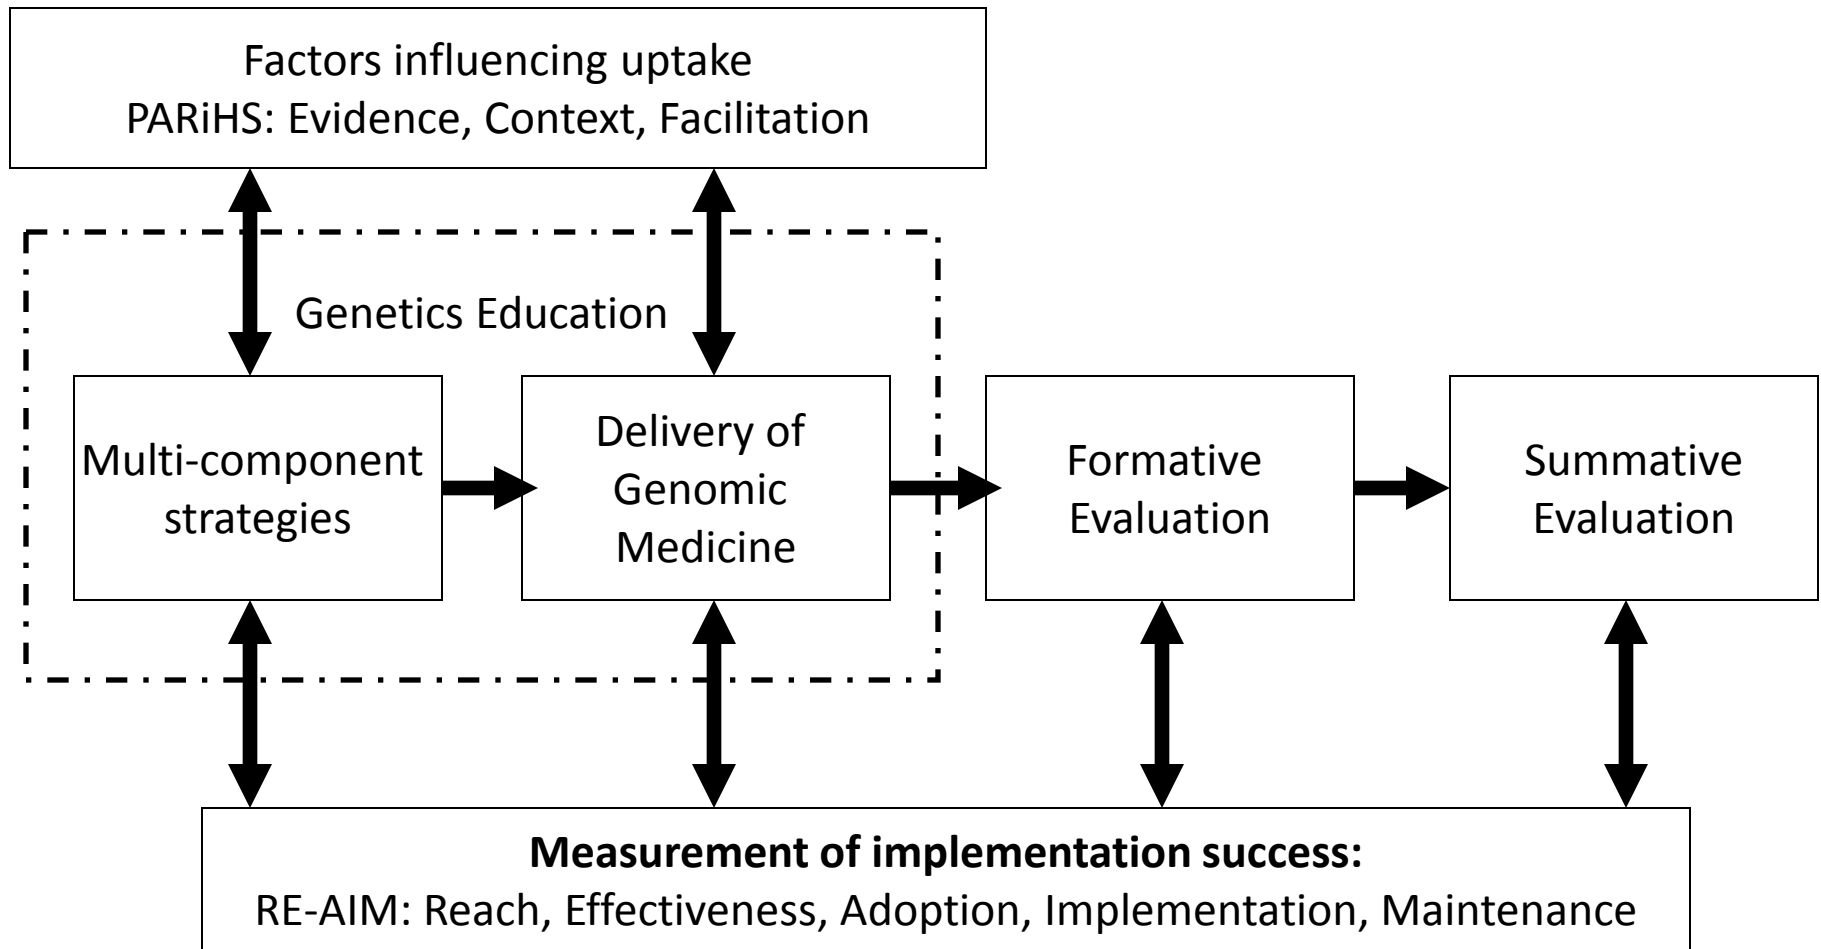 Factors influencing uptake
PARiHS: Evidence, Context, Facilitation
Genetics Education
Multi-component
strategies
Delivery of
Genomic
Medicine
Formative
Evaluation
Summative
Evaluation
Measurement of implementation success:
RE-AIM: Reach, Effectiveness, Adoption, Implementation, Maintenance